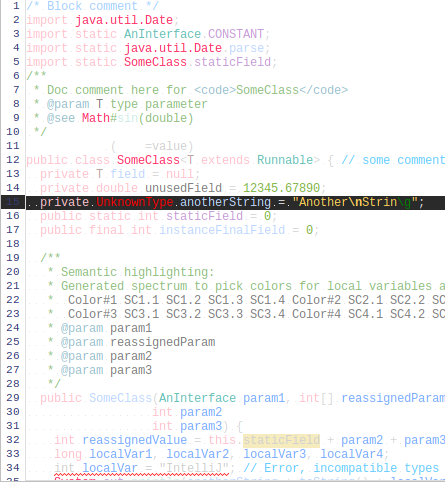 1 /* Block comment */
2 import java.util.Date;
3 import static AnInterface.CONSTANT;
4 import static java.util.Date.parse;
5 import static SomeClass.staticField;
6 /**
7 * Doc comment here for <code>SomeClass</code>
8 * @param T type parameter
9 * @see Math#sin(double)
10 */
11 ( =value)
12 public class SomeClass<T extends Runnable> { // some comment
13 private T field = null;
14 private double unusedField = 12345.67890;
15 private UnknownType anotherString = "Another\nStrin\g";
16 public static int staticField = 0;
17 public final int instanceFinalField = 0;
18
19 /**
20 * Semantic highlighting:
21 * Generated spectrum to pick colors for local variables a
22 * Color#1 SC1.1 SC1.2 SC1.3 SC1.4 Color#2 SC2.1 SC2.2 SC
23 * Color#3 SC3.1 SC3.2 SC3.3 SC3.4 Color#4 SC4.1 SC4.2 SC
24 * @param param1
25 * @param reassignedParam
26 * @param param2
27 * @param param3
28 */
29 public SomeClass(AnInterface param1, int[] reassignedParam
30 int param2
31 int param3) {
32 int reassignedValue = this.staticField + param2 + param3
33 long localVar1, localVar2, localVar3, localVar4;
34 int localVar = "IntelliJ"; // Error, incompatible types
35